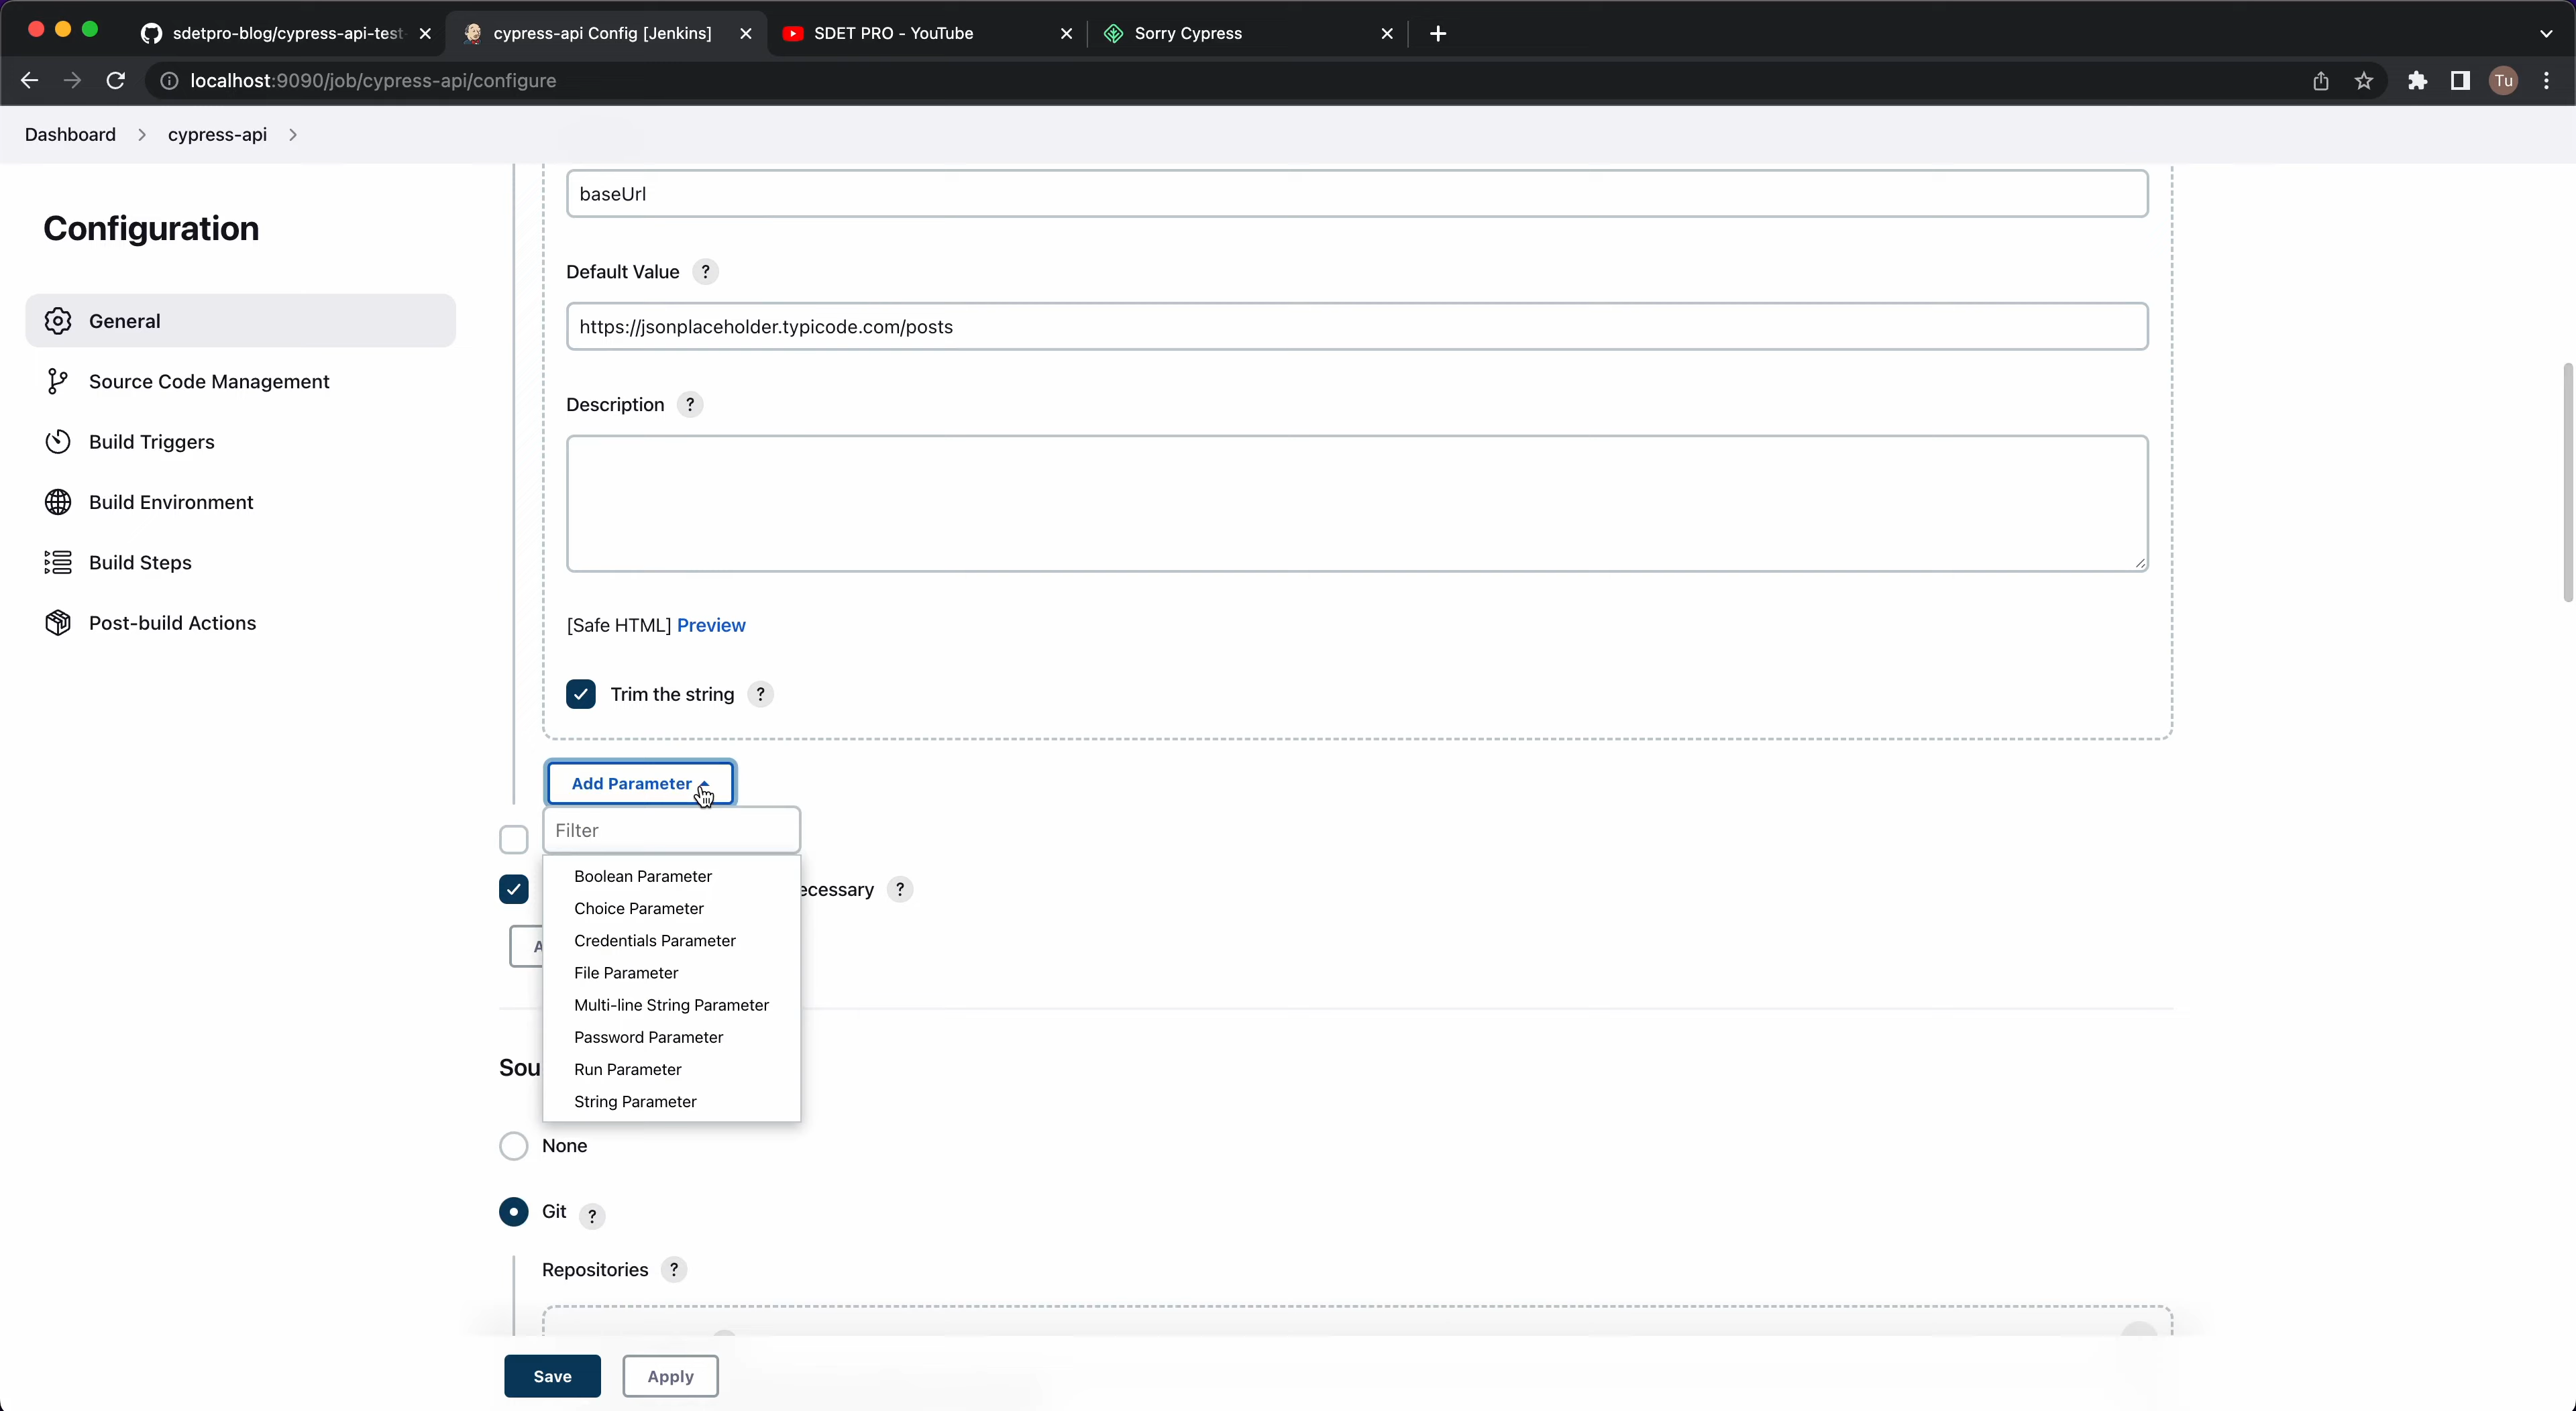 sdetpro-blog/cypress-api-test
cypress-api Config [Jenkins]
SDET PRO - YouTube
Sorry Cypress
localhost:9090/job/cypress-api/configure
Tu
Dashboard
cypress-api
Configuration
General
Source Code Management
Build Triggers
Build Environment
Build Steps
Post-build Actions
baseUrl
Default Value ?
https://jsonplaceholder.typicode.com/posts
Description ?
[Safe HTML] Preview
Trim the string ?
Add Parameter
Filter
Boolean Parameter
Choice Parameter
Credentials Parameter
File Parameter
Multi-line String Parameter
Password Parameter
Run Parameter
String Parameter
ecessary ?
A
Sou
None
Git ?
Repositories ?
Save
Apply